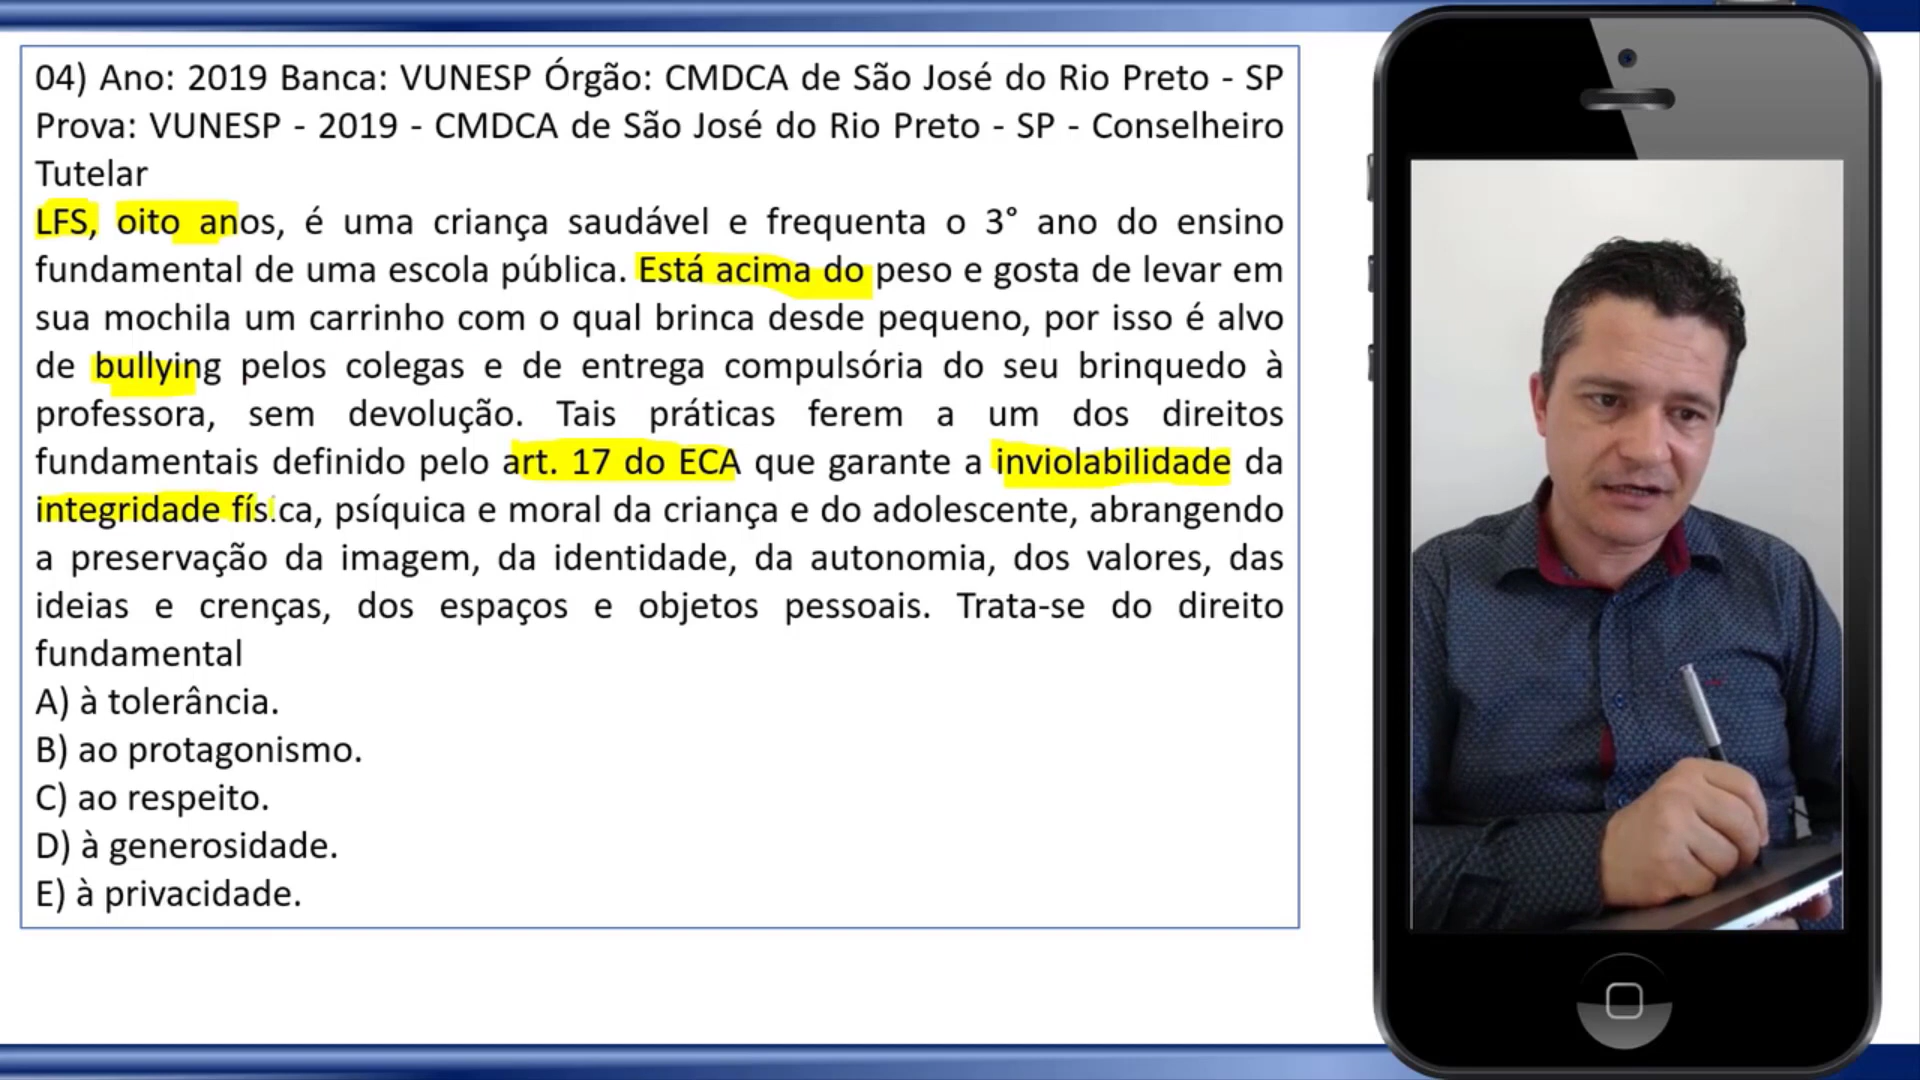 04) Ano: 2019 Banca: VUNESP Órgão: CMDCA de São José do Rio Preto - SP
Prova: VUNESP - 2019 - CMDCA de São José do Rio Preto - SP - Conselheiro
Tutelar
LFS, oito anos, é uma criança saudável e frequenta o 3° ano do ensino
fundamental de uma escola pública. Está acima do peso e gosta de levar em
sua mochila um carrinho com o qual brinca desde pequeno, por isso é alvo
de bullying pelos colegas e de entrega compulsória do seu brinquedo à
professora, sem devolução. Tais práticas ferem a um dos direitos
fundamentais definido pelo art. 17 do ECA que garante a inviolabilidade da
integridade física, psíquica e moral da criança e do adolescente, abrangendo
a preservação da imagem, da identidade, da autonomia, dos valores, das
ideias e crenças, dos espaços e objetos pessoais. Trata-se do direito
fundamental
A) à tolerância.
B) ao protagonismo.
C) ao respeito.
D) à generosidade.
E) à privacidade.